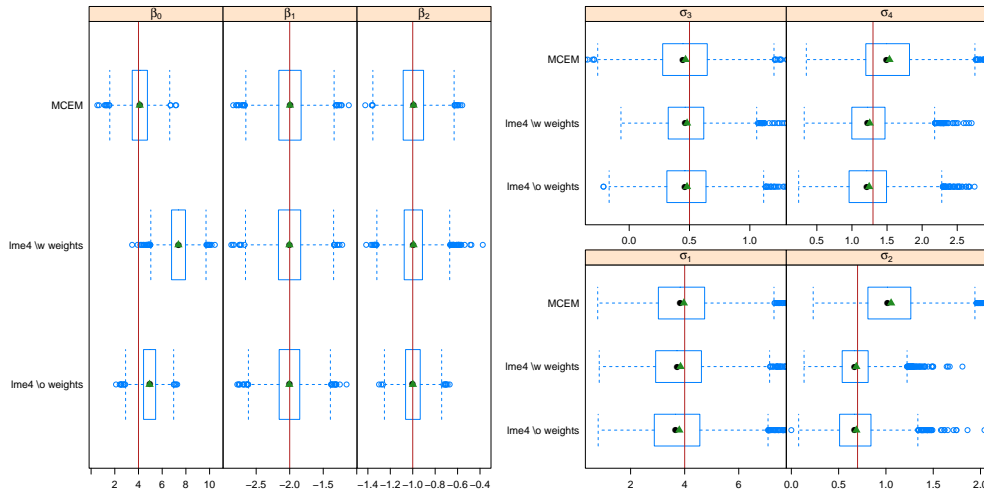 β0 β1 β2
MCEM
lme4 \w weights
lme4 \o weights
2 4 6 8 10
−2.5 −2.0 −1.5
−1.4 −1.2 −1.0 −0.8 −0.6 −0.4
σ3 σ4
MCEM
lme4 \w weights
lme4 \o weights
0.0 0.5 1.0
0.5 1.0 1.5 2.0 2.5
σ1 σ2
MCEM
lme4 \w weights
lme4 \o weights
2 4 6
0.0 0.5 1.0 1.5 2.0